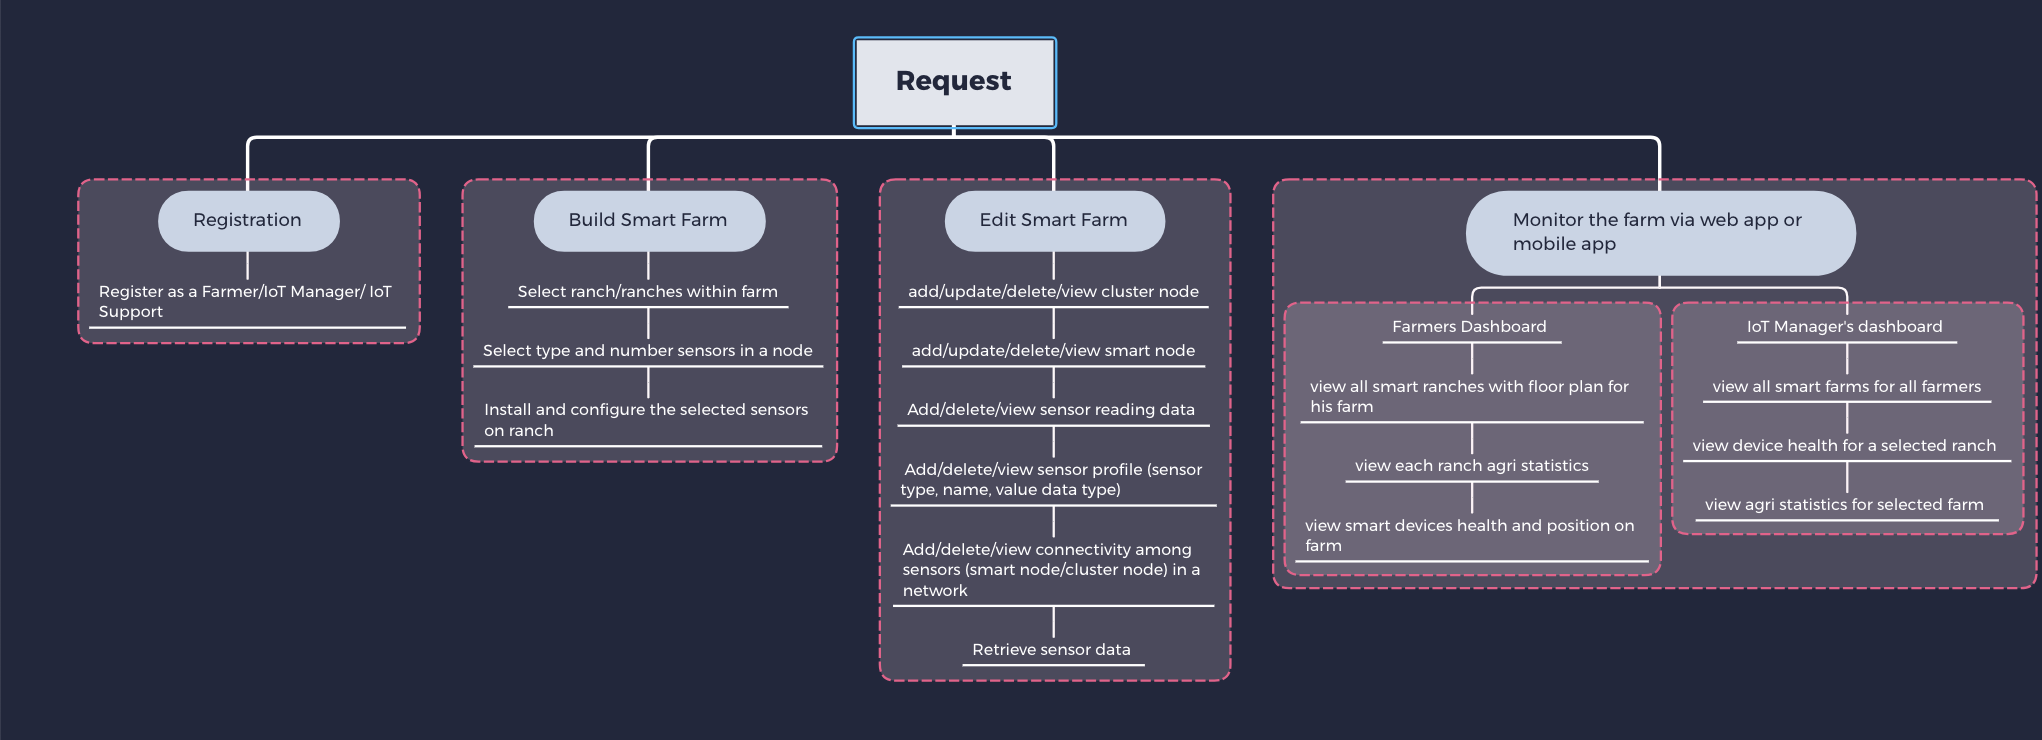 Request
Registration
Register as a Farmer/IoT Manager/ IoT
Support
Build Smart Farm
Select ranch/ranches within farm
Select type and number sensors in a node
Install and configure the selected sensors
on ranch
Edit Smart Farm
add/update/delete/view cluster node
add/update/delete/view smart node
Add/delete/view sensor reading data
Add/delete/view sensor profile (sensor
type, name, value data type)
Add/delete/view connectivity among
sensors (smart node/cluster node) in a
network
Retrieve sensor data
Monitor the farm via web app or
mobile app
Farmers Dashboard
view all smart ranches with floor plan for
his farm
view each ranch agri statistics
view smart devices health and position on
farm
IoT Manager's dashboard
view all smart farms for all farmers
view device health for a selected ranch
view agri statistics for selected farm